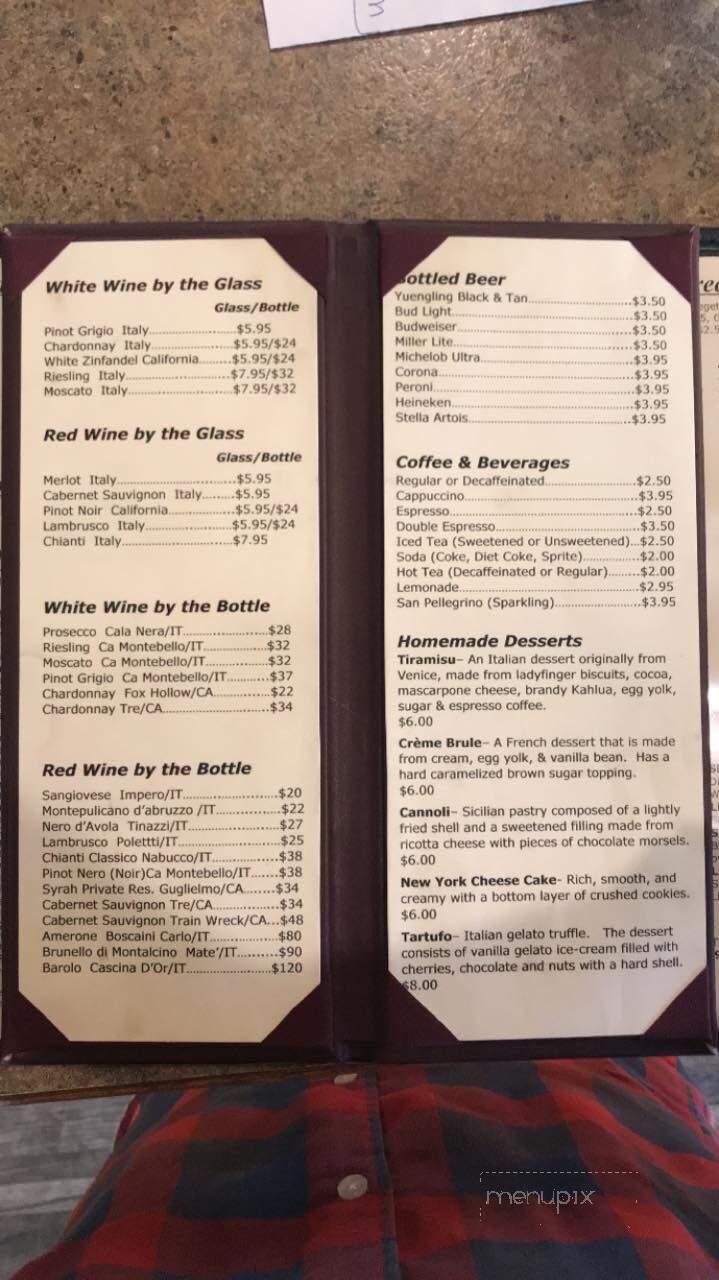 White Wine by the Glass
Glass/Bottle
Pinot Grigio Italy........................$5.95
Chardonnay Italy.......................$5.95/$24
White Zinfandel California........$5.95/$24
Riesling Italy............................$7.95/$32
Moscato Italy............................$7.95/$32
Red Wine by the Glass
Glass/Bottle
Merlot Italy...............................$5.95
Cabernet Sauvignon Italy........$5.95
Pinot Noir California.................$5.95/$24
Lambrusco Italy.......................$5.95/$24
Chianti Italy.............................$7.95
White Wine by the Bottle
Prosecco Cala Nera/IT......................$28
Riesling Ca Montebello/IT................$32
Moscato Ca Montebello/IT...............$32
Pinot Grigio Ca Montebello/IT...........$37
Chardonnay Fox Hollow/CA..............$22
Chardonnay Tre/CA...........................$34
Red Wine by the Bottle
Sangiovese Impero/IT........................$20
Montepulicano d'abruzzo /IT................$22
Nero d'Avola Tinazzi/IT.......................$27
Lambrusco Polettti/IT..........................$25
Chianti Classico Nabucco/IT................$38
Pinot Nero (Noir)Ca Montebello/IT.......$38
Syrah Private Res. Guglielmo/CA.......$34
Cabernet Sauvignon Tre/CA................$34
Cabernet Sauvignon Train Wreck/CA...$48
Amerone Boscaini Carlo/IT.................$80
Brunello di Montalcino Mate'/IT..........$90
Barolo Cascina D'Or/IT.....................$120
Bottled Beer
Yuengling Black & Tan.........................$3.50
Bud Light............................................$3.50
Budweiser..........................................$3.50
Miller Lite...........................................$3.50
Michelob Ultra....................................$3.95
Corona...............................................$3.95
Peroni.................................................$3.95
Heineken............................................$3.95
Stella Artois........................................$3.95
Coffee & Beverages
Regular or Decaffeinated......................$2.50
Cappuccino..........................................$3.95
Espresso..............................................$2.50
Double Espresso..................................$3.50
Iced Tea (Sweetened or Unsweetened)...$2.50
Soda (Coke, Diet Coke, Sprite)..............$2.00
Hot Tea (Decaffeinated or Regular)........$2.00
Lemonade............................................$2.95
San Pellegrino (Sparkling)......................$3.95
Homemade Desserts
Tiramisu– An Italian dessert originally from
Venice, made from ladyfinger biscuits, cocoa,
mascarpone cheese, brandy Kahlua, egg yolk,
sugar & espresso coffee.
$6.00
Crème Brule– A French dessert that is made
from cream, egg yolk, & vanilla bean. Has a
hard caramelized brown sugar topping.
$6.00
Cannoli– Sicilian pastry composed of a lightly
fried shell and a sweetened filling made from
ricotta cheese with pieces of chocolate morsels.
$6.00
New York Cheese Cake- Rich, smooth, and
creamy with a bottom layer of crushed cookies.
$6.00
Tartufo– Italian gelato truffle. The dessert
consists of vanilla gelato ice-cream filled with
cherries, chocolate and nuts with a hard shell.
$8.00
menupix